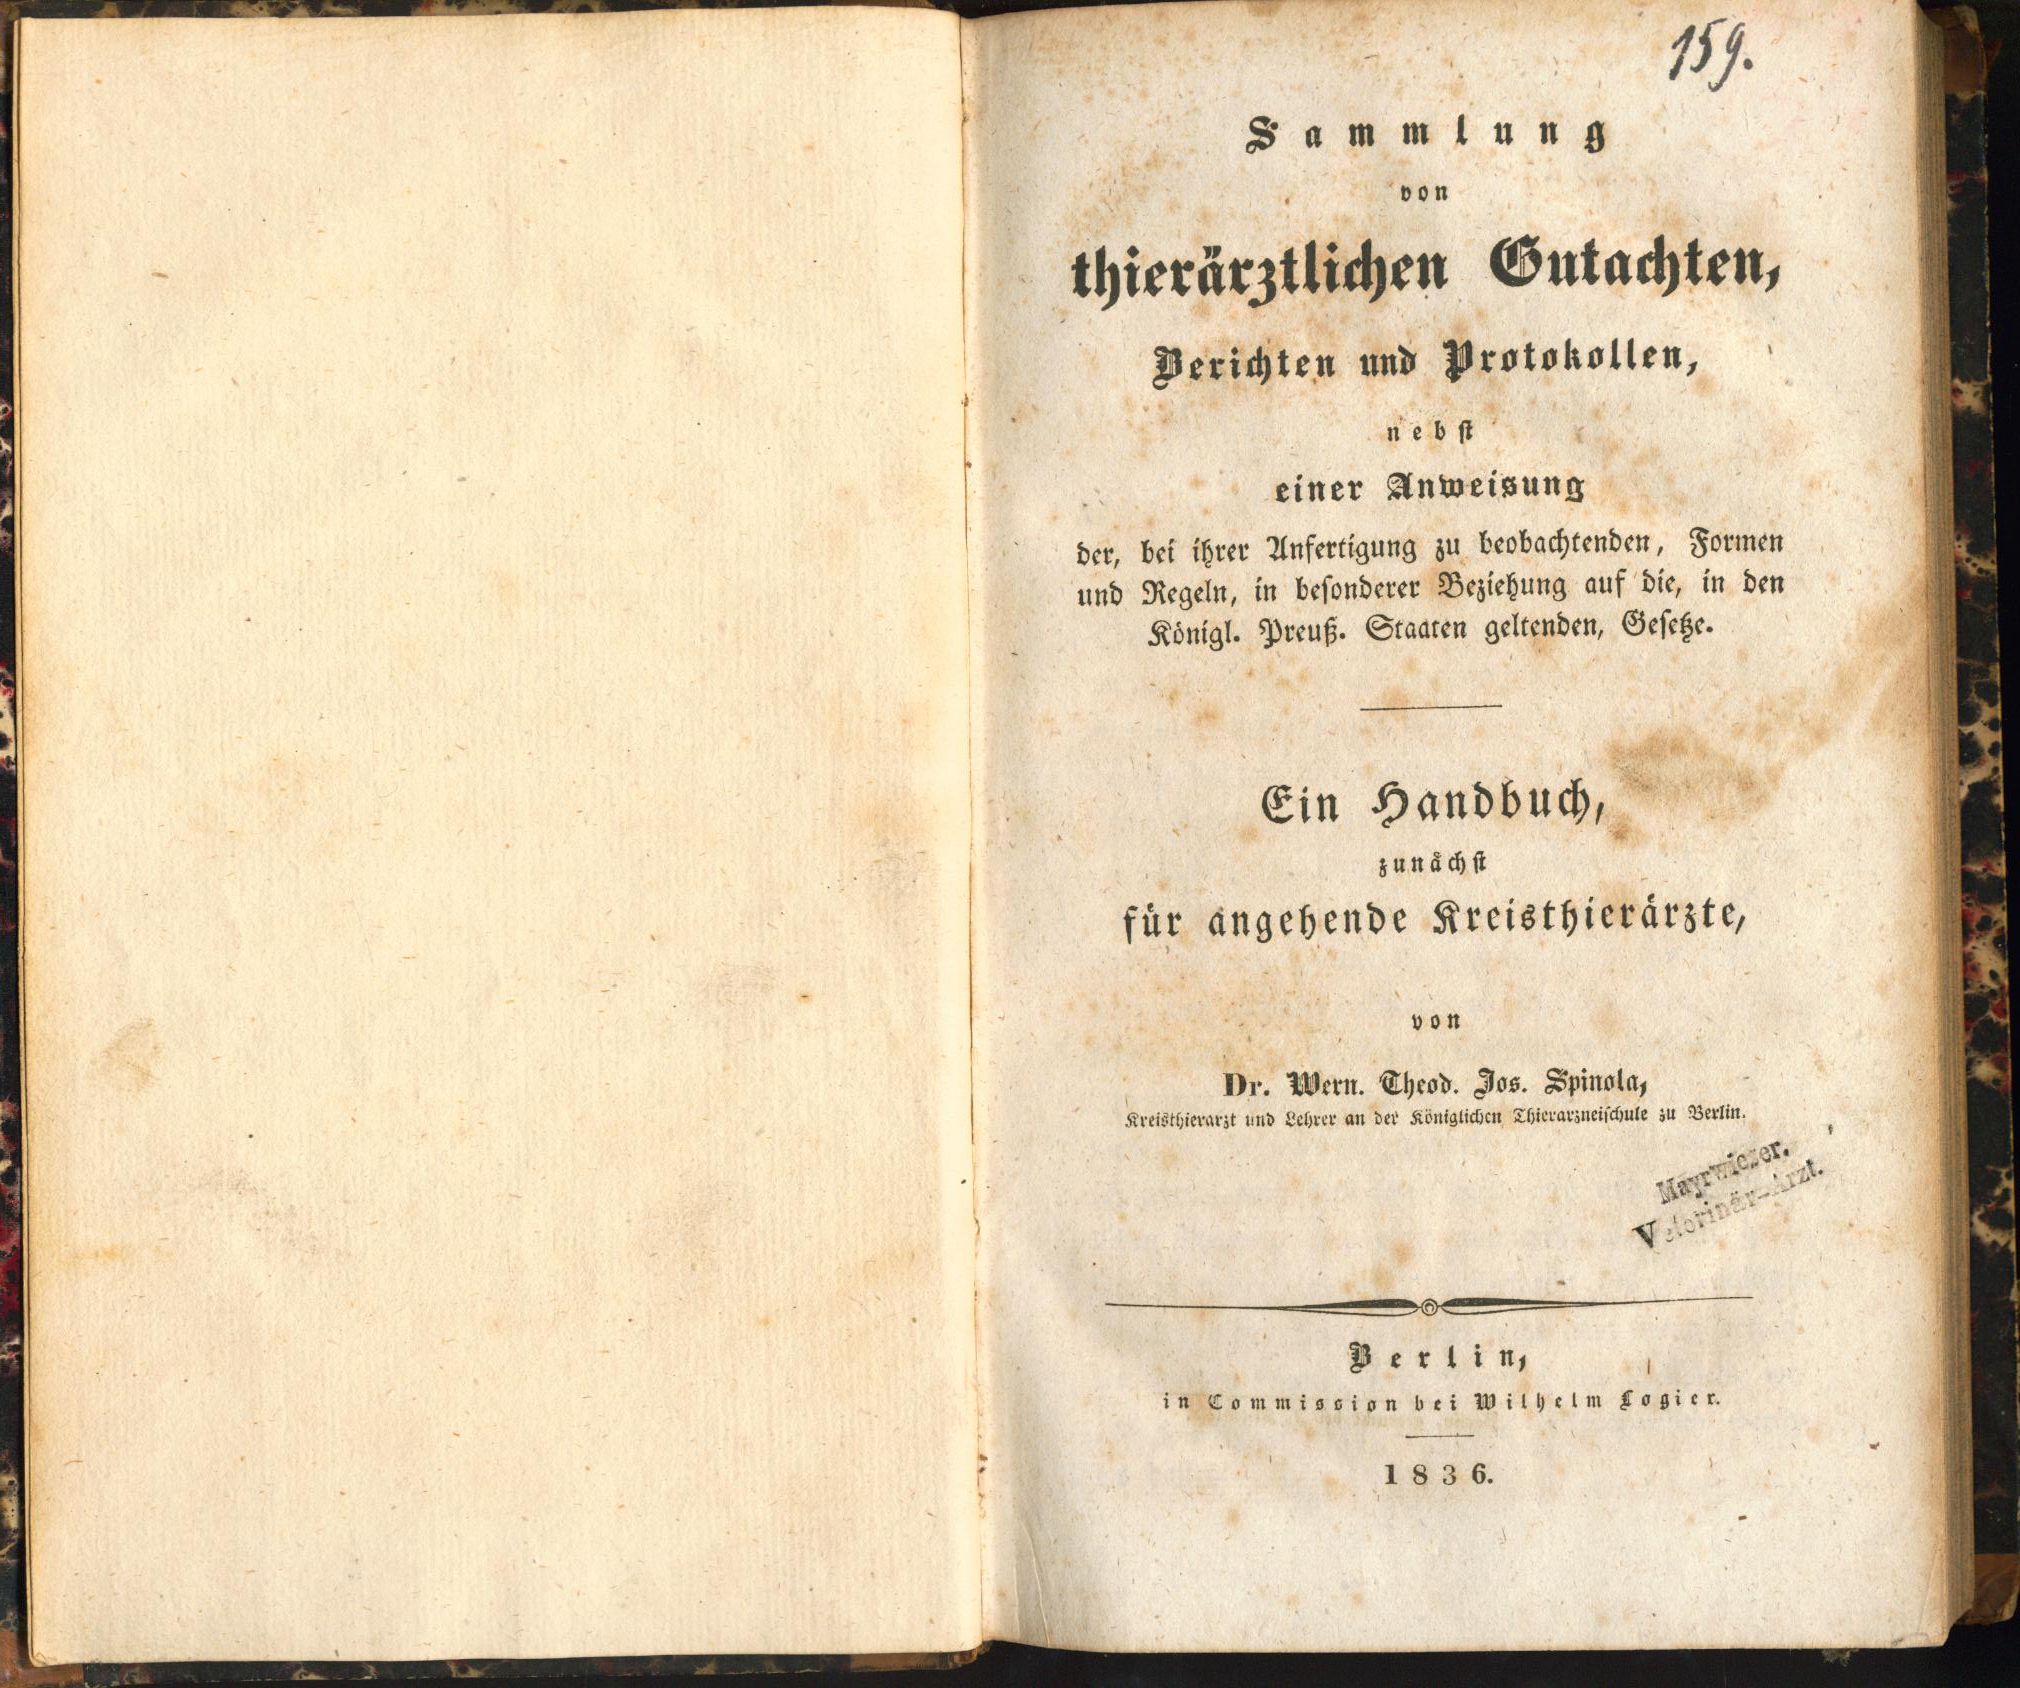 159.
Sammlung
von
thierärztlichen Gutachten,
Berichten und Protokollen,
nebst
einer Anweisung
der, bei ihrer Anfertigung zu beobachtenden, Formen
und Regeln, in besonderer Beziehung auf die, in den
Königl. Preuß. Staaten geltenden, Gesetze.
Ein Handbuch,
zunächst
für angehende Kreisthierärzte,
von
Dr. Wern. Theod. Jos. Spinola,
Kreisthierarzt und Lehrer an der Königlichen Thierarzneischule zu Berlin.
Mayrwieser,
Veterinär-Arzt.
Berlin,
in Commission bei Wilhelm Logier.
1836.